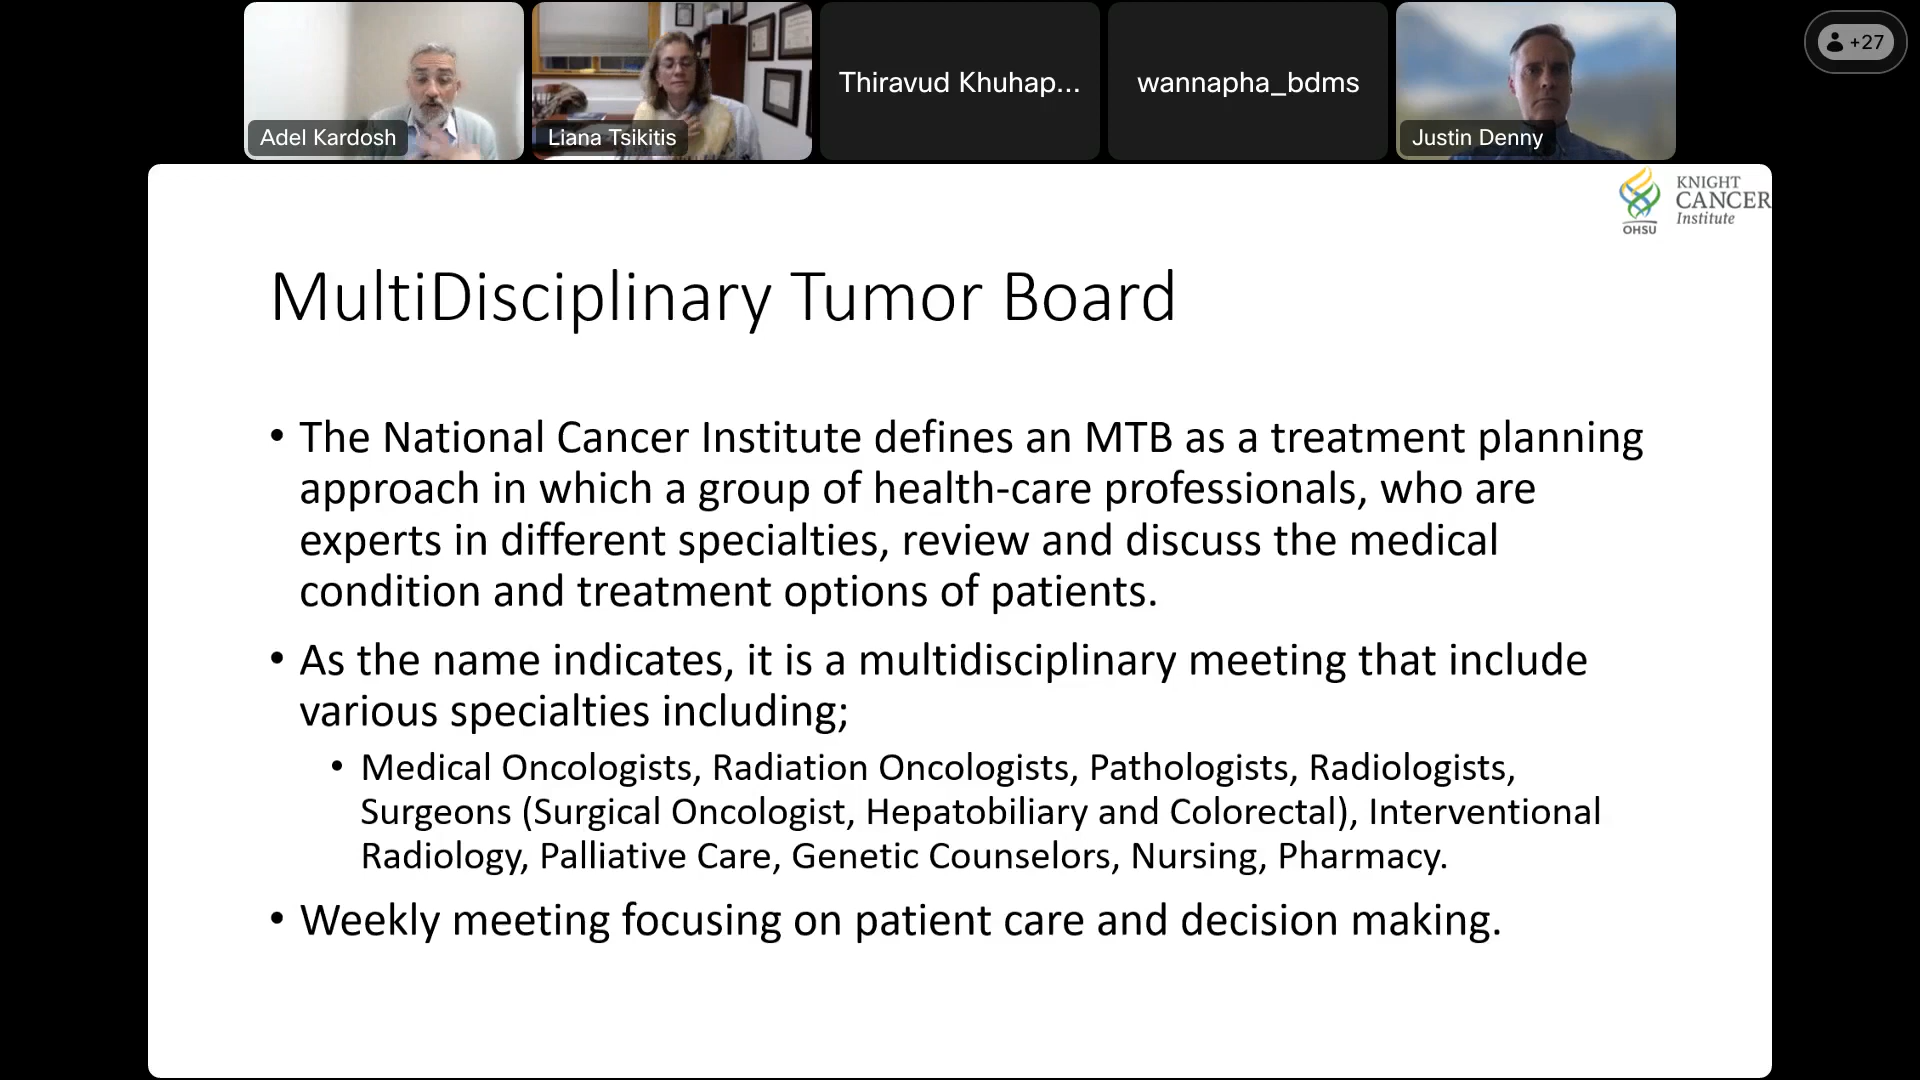 Adel Kardosh
Liana Tsikitis
Thiravud Khuhap...
wannapha_bdms
Justin Denny
+27
KNIGHT
CANCER
Institute
OHSU
MultiDisciplinary Tumor Board
• The National Cancer Institute defines an MTB as a treatment planning
approach in which a group of health-care professionals, who are
experts in different specialties, review and discuss the medical
condition and treatment options of patients.
• As the name indicates, it is a multidisciplinary meeting that include
various specialties including;
• Medical Oncologists, Radiation Oncologists, Pathologists, Radiologists,
Surgeons (Surgical Oncologist, Hepatobiliary and Colorectal), Interventional
Radiology, Palliative Care, Genetic Counselors, Nursing, Pharmacy.
• Weekly meeting focusing on patient care and decision making.